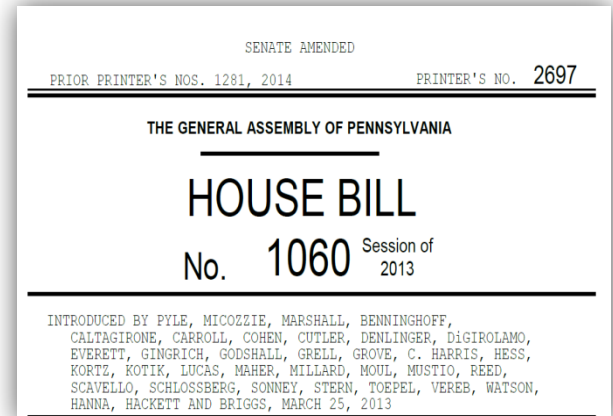 SENATE AMENDED
PRIOR PRINTER'S NOS. 1281, 2014 PRINTER'S NO. 2697
THE GENERAL ASSEMBLY OF PENNSYLVANIA
HOUSE BILL
No. 1060 Session of
2013
INTRODUCED BY PYLE, MICOZZIE, MARSHALL, BENNINGHOFF,
CALTAGIRONE, CARROLL, COHEN, CUTLER, DENLINGER, DiGIROLAMO,
EVERETT, GINGRICH, GODSHALL, GRELL, GROVE, C. HARRIS, HESS,
KORTZ, KOTIK, LUCAS, MAHER, MILLARD, MOUL, MUSTIO, REED,
SCAVELLO, SCHLOSSBERG, SONNEY, STERN, TOEPEL, VEREB, WATSON,
HANNA, HACKETT AND BRIGGS, MARCH 25, 2013